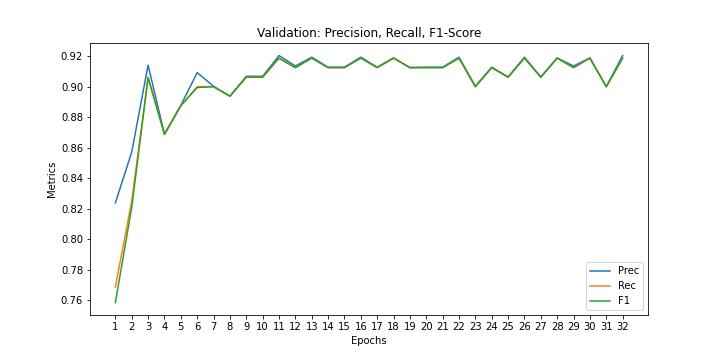 Validation: Precision, Recall, F1-Score
Metrics
0.92
0.90
0.88
0.86
0.84
0.82
0.80
0.78
0.76
Prec
Rec
F1
1 2 3 4 5 6 7 8 9 10 11 12 13 14 15 16 17 18 19 20 21 22 23 24 25 26 27 28 29 30 31 32
Epochs